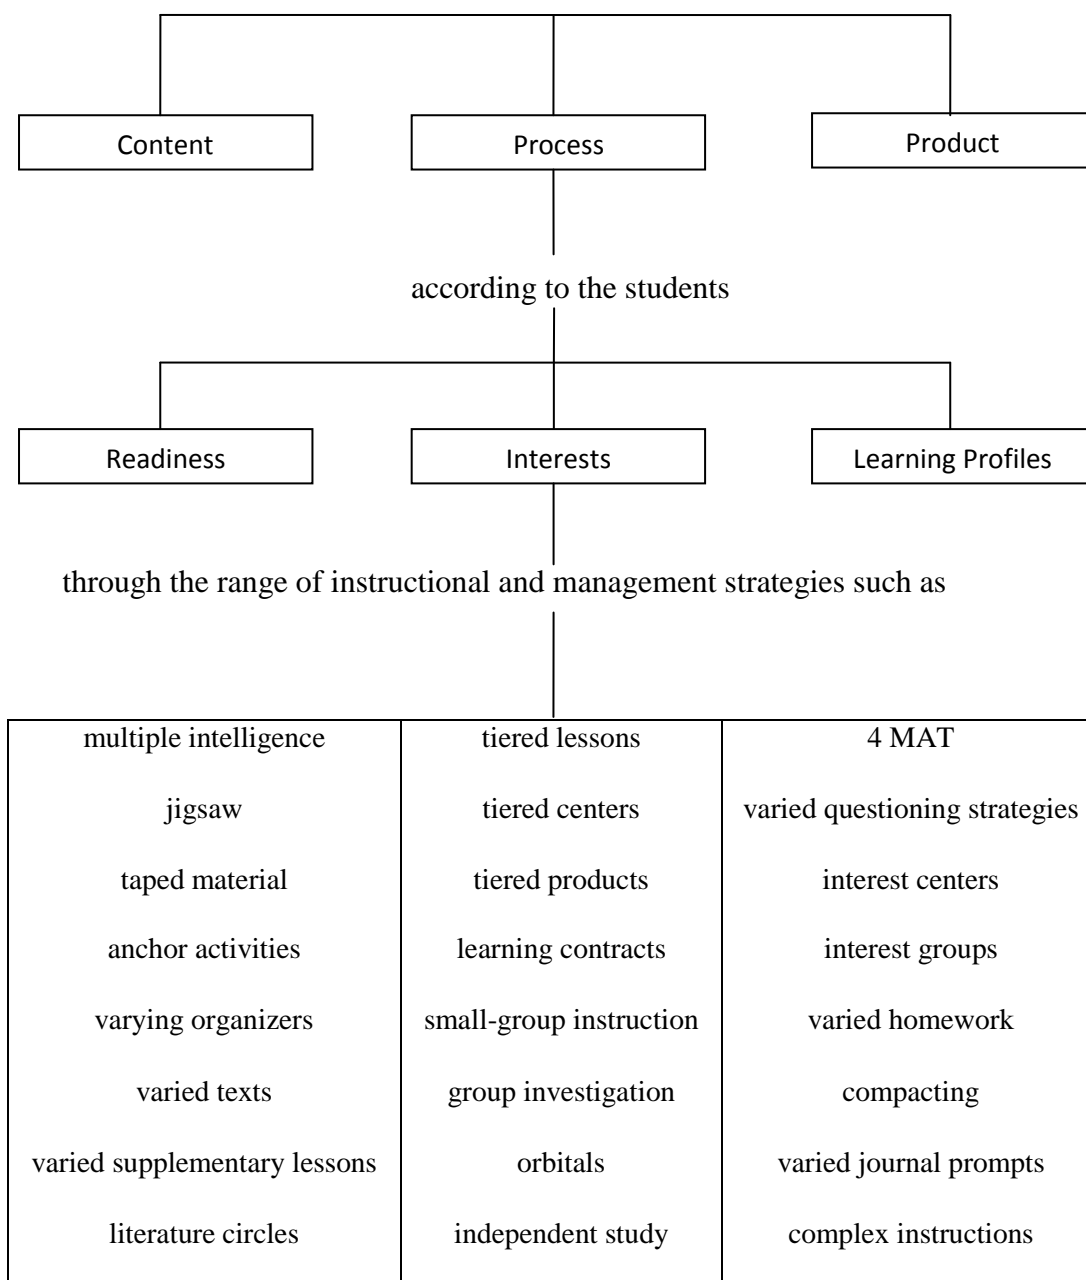 Content
Process
Product
according to the students
Readiness
Interests
Learning Profiles
through the range of instructional and management strategies such as
multiple intelligence
tiered lessons
4 MAT
jigsaw
tiered centers
varied questioning strategies
taped material
tiered products
interest centers
anchor activities
learning contracts
interest groups
varying organizers
small-group instruction
varied homework
varied texts
group investigation
compacting
varied supplementary lessons
orbitals
varied journal prompts
literature circles
independent study
complex instructions